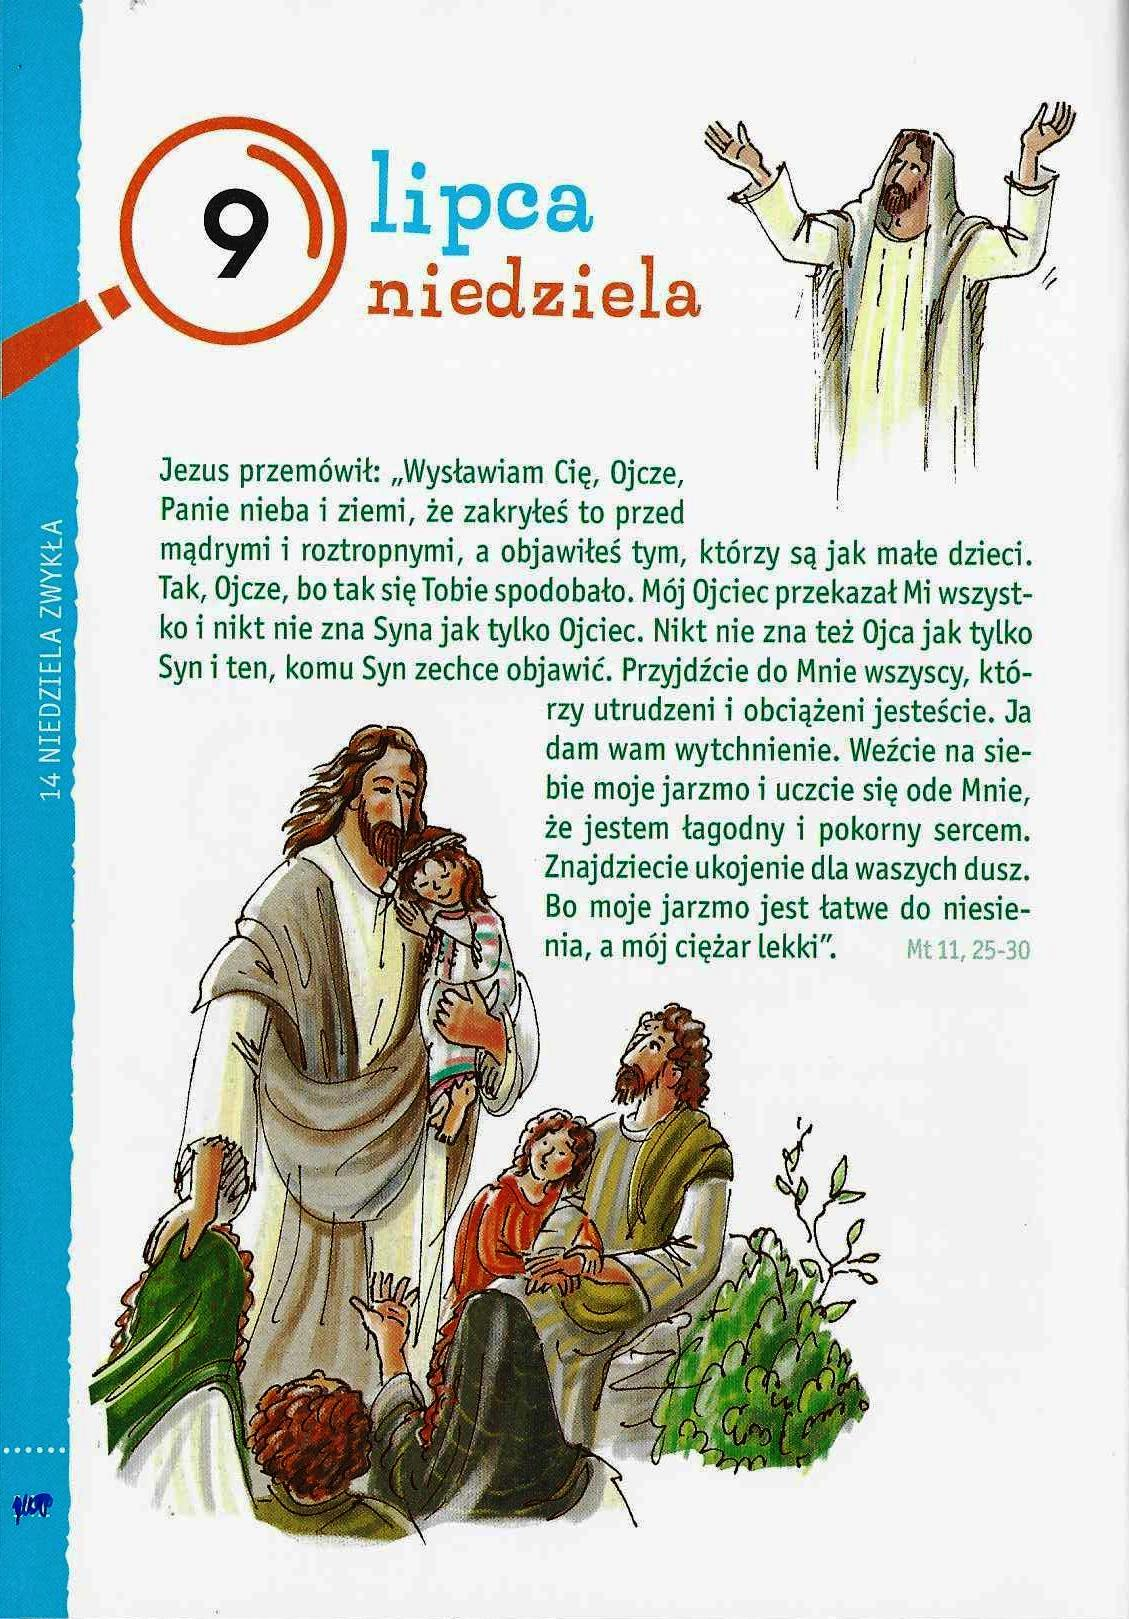 9
lipca
niedziela
14 NIEDZIELA ZWYKŁA
Jezus przemówił: „Wysławiam Cię, Ojcze,
Panie nieba i ziemi, że zakryłeś to przed
mądrymi i roztropnymi, a objawiłeś tym, którzy są jak małe dzieci.
Tak, Ojcze, bo tak się Tobie spodobało. Mój Ojciec przekazał Mi wszyst-
ko i nikt nie zna Syna jak tylko Ojciec. Nikt nie zna też Ojca jak tylko
Syn i ten, komu Syn zechce objawić. Przyjdźcie do Mnie wszyscy, któ-
rzy utrudzeni i obciążeni jesteście. Ja
dam wam wytchnienie. Weźcie na sie-
bie moje jarzmo i uczcie się ode Mnie,
że jestem łagodny i pokorny sercem.
Znajdziecie ukojenie dla waszych dusz.
Bo moje jarzmo jest łatwe do niesie-
nia, a mój ciężar lekki”.
Mt 11, 25-30